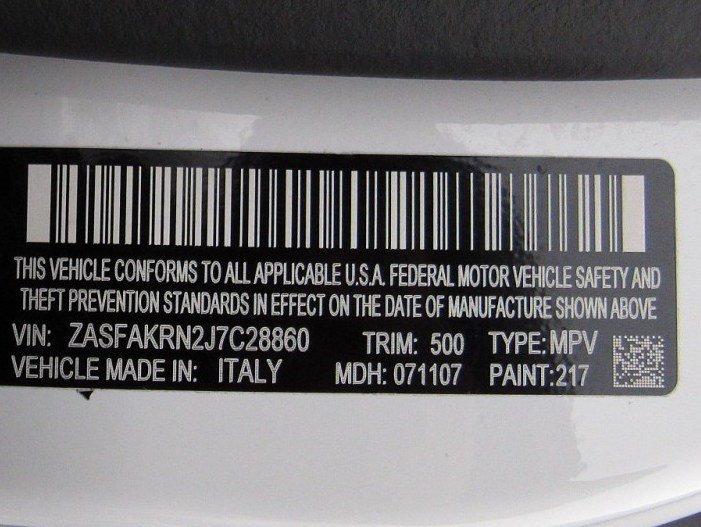 THIS VEHICLE CONFORMS TO ALL APPLICABLE U.S.A. FEDERAL MOTOR VEHICLE SAFETY AND
THEFT PREVENTION STANDARDS IN EFFECT ON THE DATE OF MANUFACTURE SHOWN ABOVE
VIN: ZASFAKRN2J7C28860 TRIM: 500 TYPE: MPV
VEHICLE MADE IN: ITALY MDH: 071107 PAINT:217